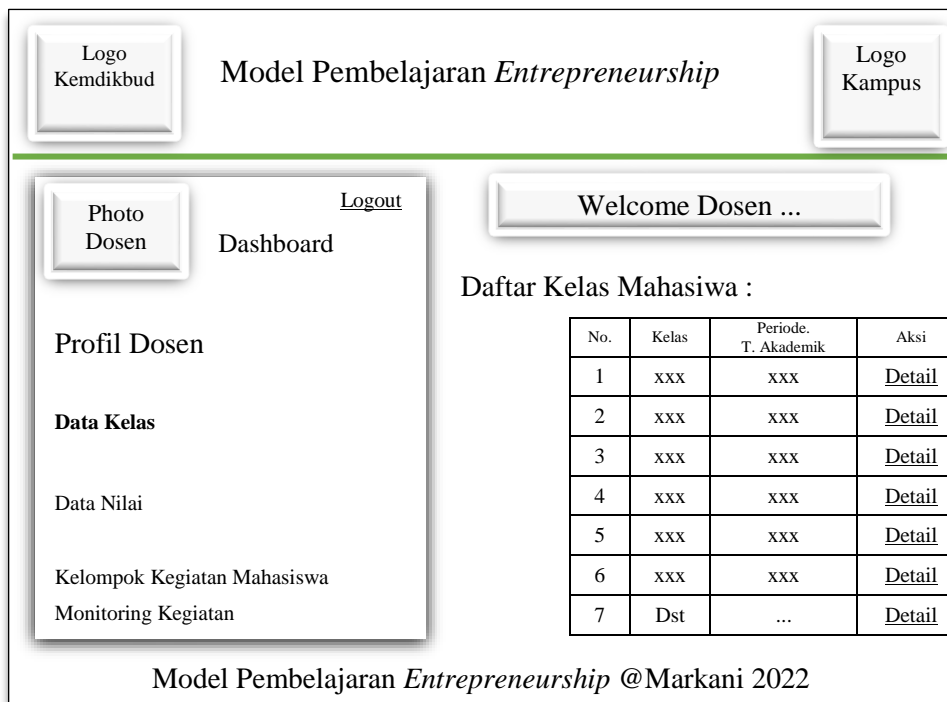 Logo
Kemdikbud
Model Pembelajaran Entrepreneurship
Logo
Kampus
Photo
Dosen
Logout
Dashboard
Profil Dosen
Data Kelas
Data Nilai
Kelompok Kegiatan Mahasiswa
Monitoring Kegiatan
Welcome Dosen ...
Daftar Kelas Mahasiwa :
No. Kelas Periode. T. Akademik Aksi
1 xxx xxx Detail
2 xxx xxx Detail
3 xxx xxx Detail
4 xxx xxx Detail
5 xxx xxx Detail
6 xxx xxx Detail
7 Dst ... Detail
Model Pembelajaran Entrepreneurship @Markani 2022